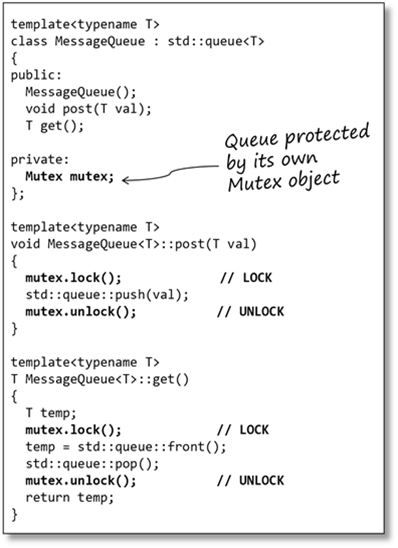 template<typename T>
class MessageQueue : std::queue<T>
{
public:
  MessageQueue();
  void post(T val);
  T get();
Queue protected
by its own
Mutex object
private:
  Mutex mutex;
};
template<typename T>
void MessageQueue<T>::post(T val)
{
  mutex.lock();             // LOCK
  std::queue::push(val);
  mutex.unlock();           // UNLOCK
}
template<typename T>
T MessageQueue<T>::get()
{
  T temp;
  mutex.lock();             // LOCK
  temp = std::queue::front();
  std::queue::pop();
  mutex.unlock();           // UNLOCK
  return temp;
}